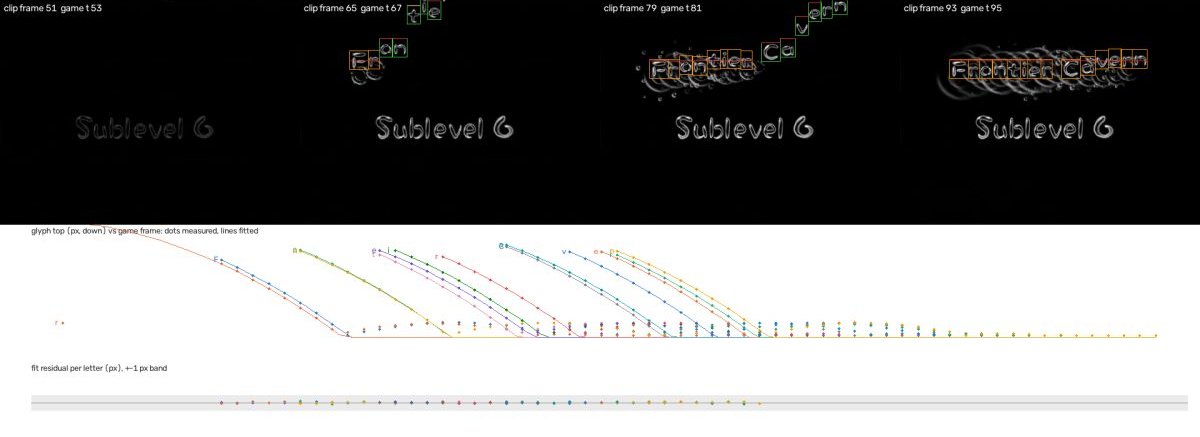 clip frame 51 game t 53
clip frame 65 game t 67
clip frame 79 game t 81
clip frame 93 game t 95
t i e
F r o n
Frontier Cavern
Frontier Cavern
Sublevel 6
Sublevel 6
Sublevel 6
Sublevel 6
glyph top (px, down) vs game frame: dots measured, lines fitted
fit residual per letter (px), +-1 px band